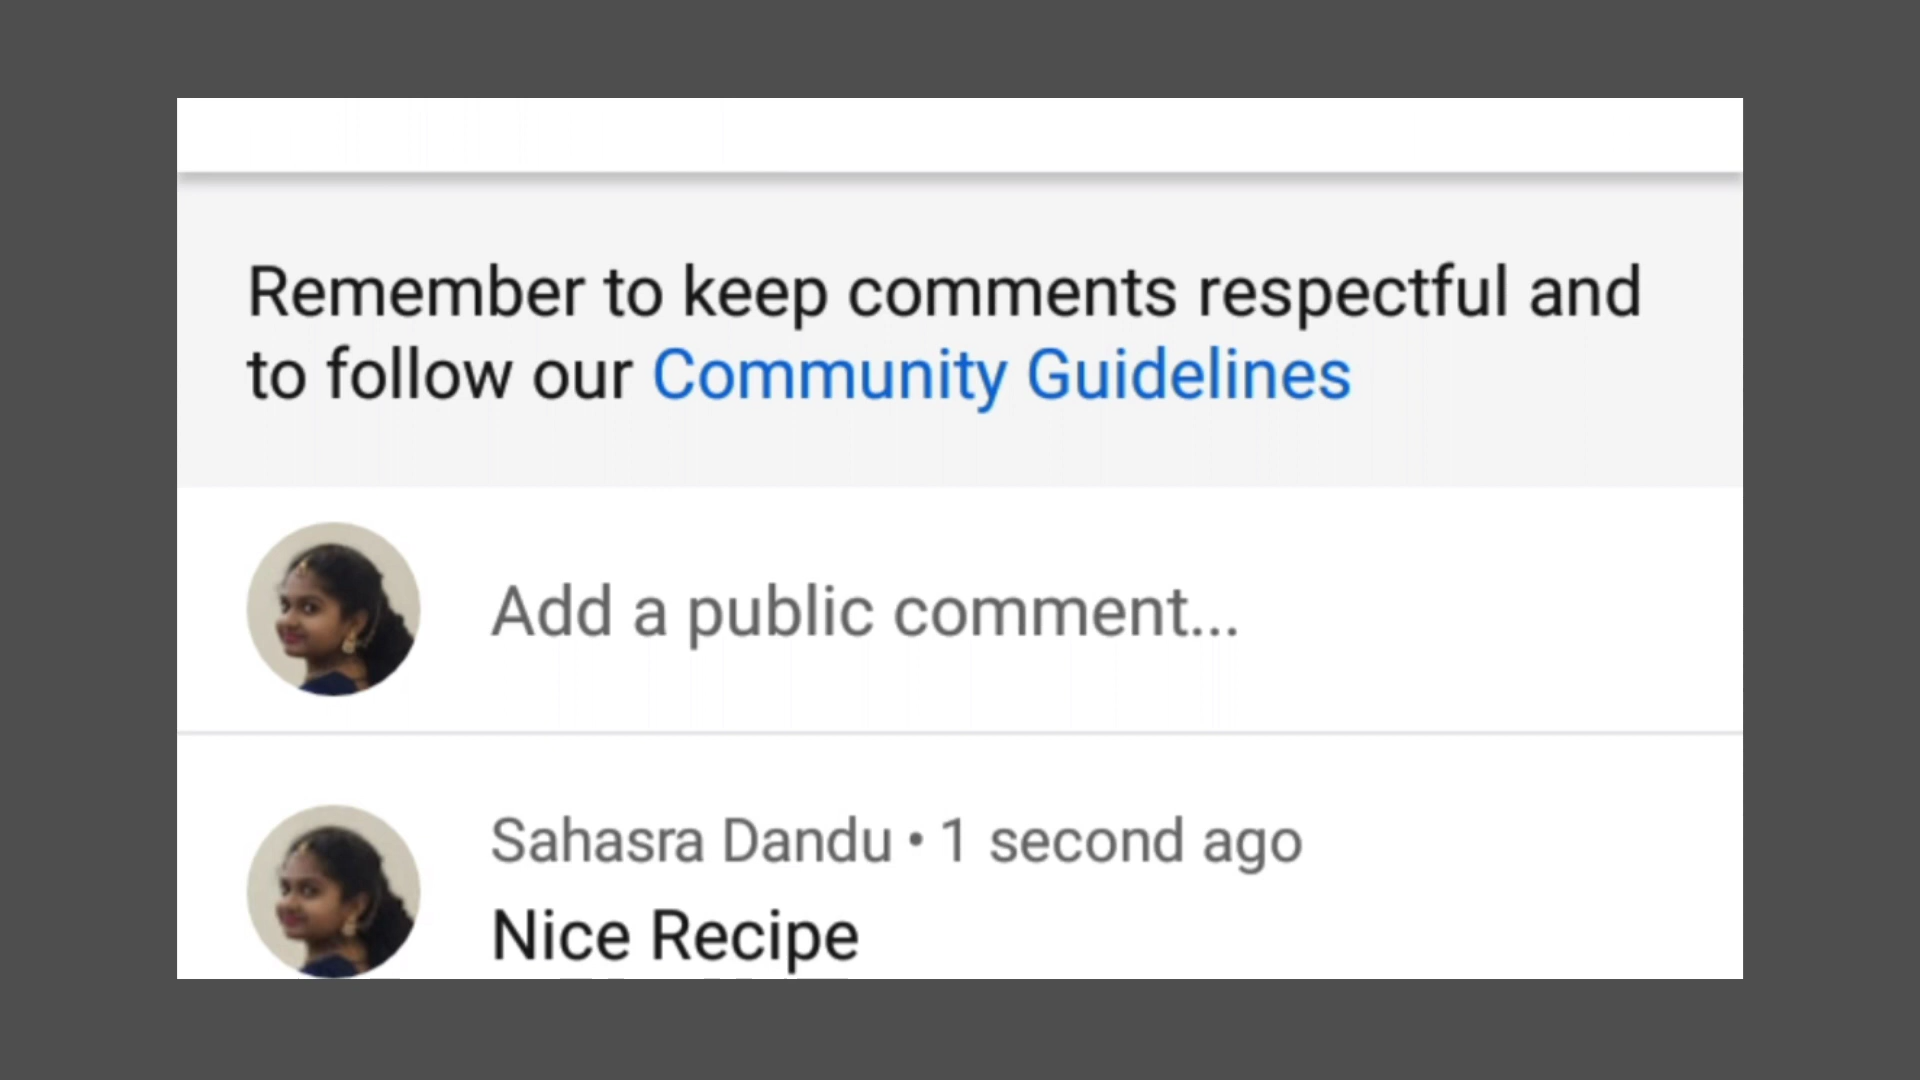 Remember to keep comments respectful and
to follow our Community Guidelines
Add a public comment...
Sahasra Dandu • 1 second ago
Nice Recipe